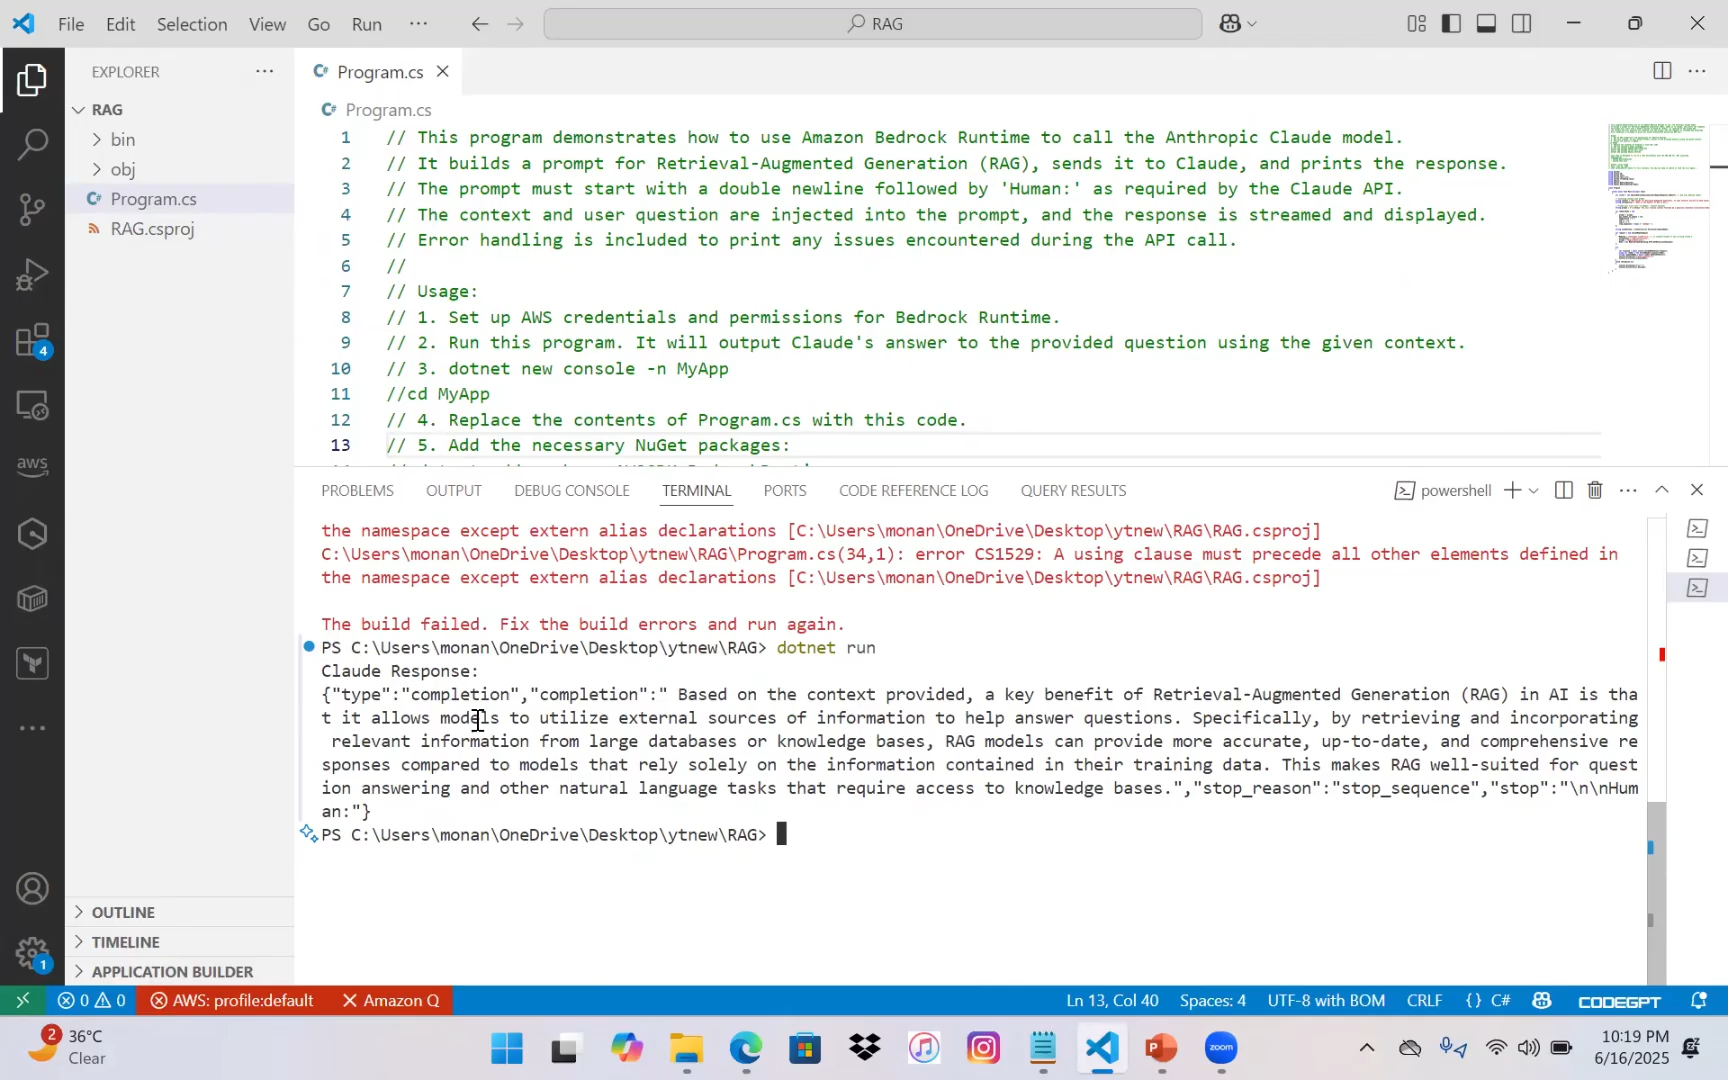 File Edit Selection View Go Run ··· RAG
EXPLORER ···
RAG
bin
obj
Program.cs
RAG.csproj
4
aws
OUTLINE
TIMELINE
APPLICATION BUILDER
1
Program.cs
Program.cs
1 // This program demonstrates how to use Amazon Bedrock Runtime to call the Anthropic Claude model.
2 // It builds a prompt for Retrieval-Augmented Generation (RAG), sends it to Claude, and prints the response.
3 // The prompt must start with a double newline followed by 'Human:' as required by the Claude API.
4 // The context and user question are injected into the prompt, and the response is streamed and displayed.
5 // Error handling is included to print any issues encountered during the API call.
6 //
7 // Usage:
8 // 1. Set up AWS credentials and permissions for Bedrock Runtime.
9 // 2. Run this program. It will output Claude's answer to the provided question using the given context.
10 // 3. dotnet new console -n MyApp
11 //cd MyApp
12 // 4. Replace the contents of Program.cs with this code.
13 // 5. Add the necessary NuGet packages:
PROBLEMS OUTPUT DEBUG CONSOLE TERMINAL PORTS CODE REFERENCE LOG QUERY RESULTS powershell
the namespace except extern alias declarations [C:\Users\monan\OneDrive\Desktop\ytnew\RAG\RAG.csproj]
C:\Users\monan\OneDrive\Desktop\ytnew\RAG\Program.cs(34,1): error CS1529: A using clause must precede all other elements defined in
the namespace except extern alias declarations [C:\Users\monan\OneDrive\Desktop\ytnew\RAG\RAG.csproj]
The build failed. Fix the build errors and run again.
PS C:\Users\monan\OneDrive\Desktop\ytnew\RAG> dotnet run
Claude Response:
{"type":"completion","completion":" Based on the context provided, a key benefit of Retrieval-Augmented Generation (RAG) in AI is tha
t it allows models to utilize external sources of information to help answer questions. Specifically, by retrieving and incorporating
relevant information from large databases or knowledge bases, RAG models can provide more accurate, up-to-date, and comprehensive re
sponses compared to models that rely solely on the information contained in their training data. This makes RAG well-suited for quest
ion answering and other natural language tasks that require access to knowledge bases.","stop_reason":"stop_sequence","stop":"\n\nHum
an:"}
PS C:\Users\monan\OneDrive\Desktop\ytnew\RAG>
0 0 AWS: profile:default Amazon Q Ln 13, Col 40 Spaces: 4 UTF-8 with BOM CRLF {} C# CODEGPT
2 36°C
Clear
zoom
10:19 PM
6/16/2025